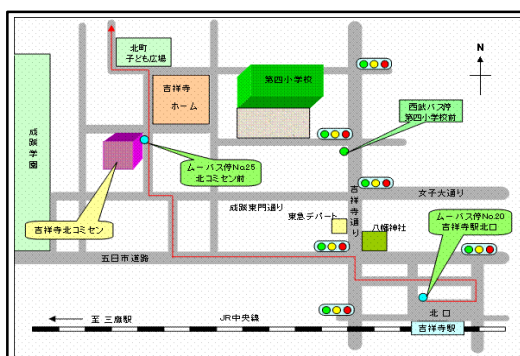 北町
子ども広場
N
吉祥寺
ホーム
第四小学校
西武バス停
第四小学校前
成蹊学園
ムーバス停No.25
北コミセン前
吉祥寺北コミセン
成蹊東門通り
東急デパート
吉祥寺通り
八幡神社
女子大通り
ムーバス停No.20
吉祥寺駅北口
五日市道路
北口
至 三鷹駅
JR中央線
吉祥寺駅